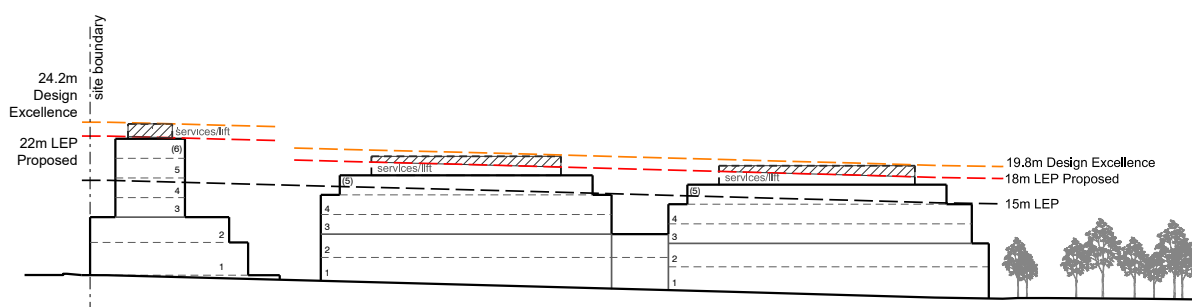 site boundary
24.2m
Design
Excellence
22m LEP
Proposed
services/lift
(6)
5
4
3
2
1
services/lift
(5)
4
3
2
1
services/lift
(5)
4
3
2
1
19.8m Design Excellence
18m LEP Proposed
15m LEP